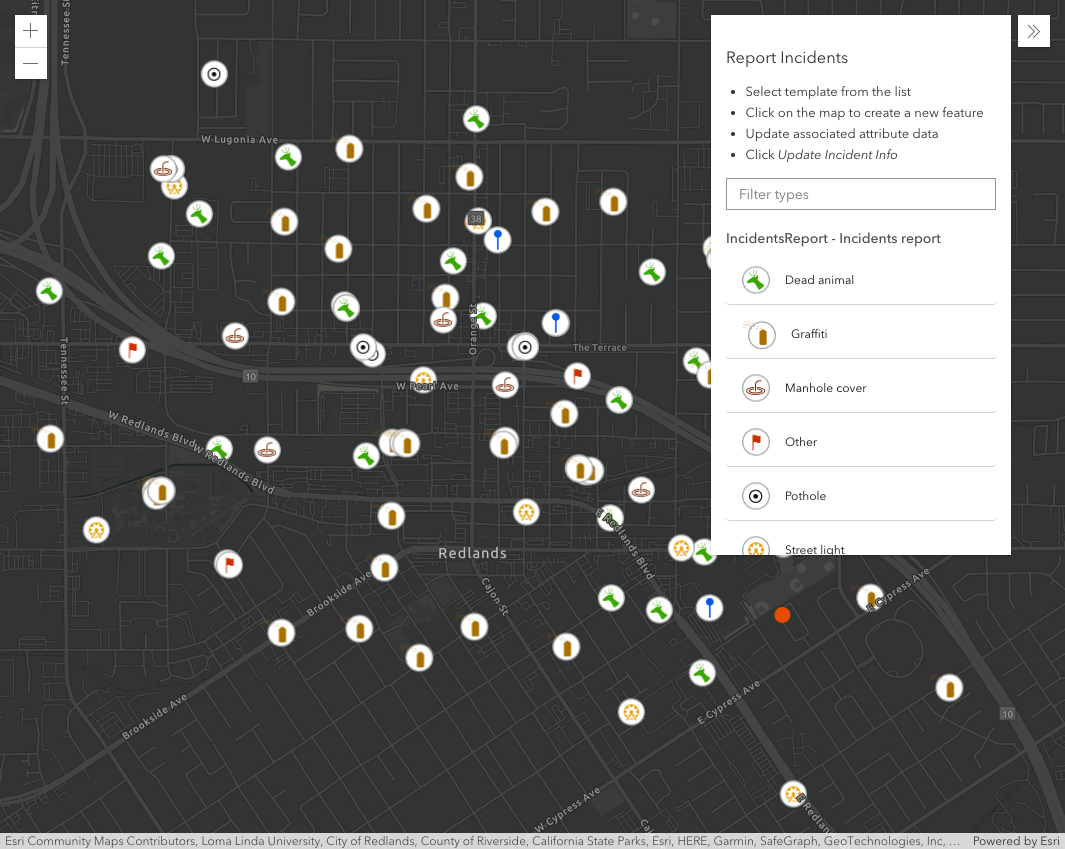 Tennessee St
W Lugonia Ave
38
Orange St
The Terrace
10
W Pearl Ave
Tennessee St
W Redlands Blvd
W Redlands Blvd
E Redlands Blvd
Redlands
Brookside Ave
Cajon St
E Cypress Ave
Brookside Ave
E Cypress Ave
10
W Cypress Ave
Report Incidents
Select template from the list
Click on the map to create a new feature
Update associated attribute data
Click Update Incident Info
Filter types
IncidentsReport - Incidents report
Dead animal
Graffiti
Manhole cover
Other
Pothole
Street light
Esri Community Maps Contributors, Loma Linda University, City of Redlands, County of Riverside, California State Parks, Esri, HERE, Garmin, SafeGraph, GeoTechnologies, Inc, …
Powered by Esri